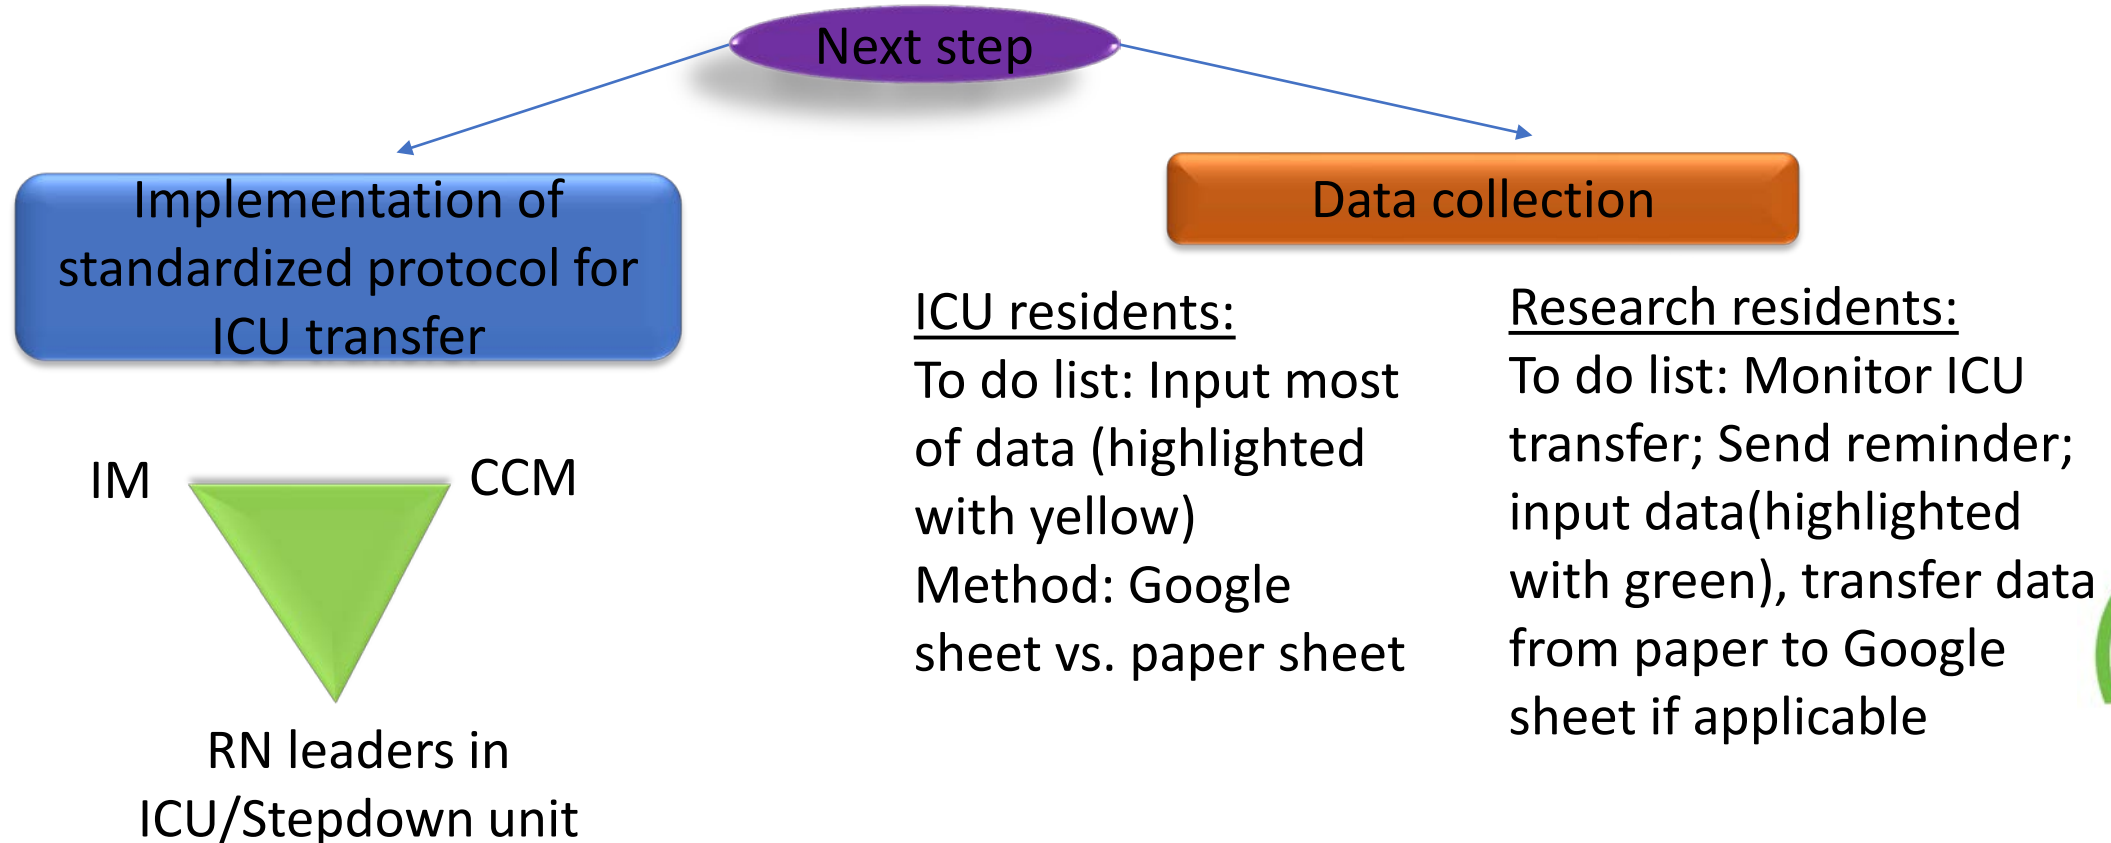 Next step
Implementation of
standardized protocol for
ICU transfer
IM
CCM
RN leaders in
ICU/Stepdown unit
Data collection
ICU residents:
To do list: Input most
of data (highlighted
with yellow)
Method: Google
sheet vs. paper sheet
Research residents:
To do list: Monitor ICU
transfer; Send reminder;
input data(highlighted
with green), transfer data
from paper to Google
sheet if applicable